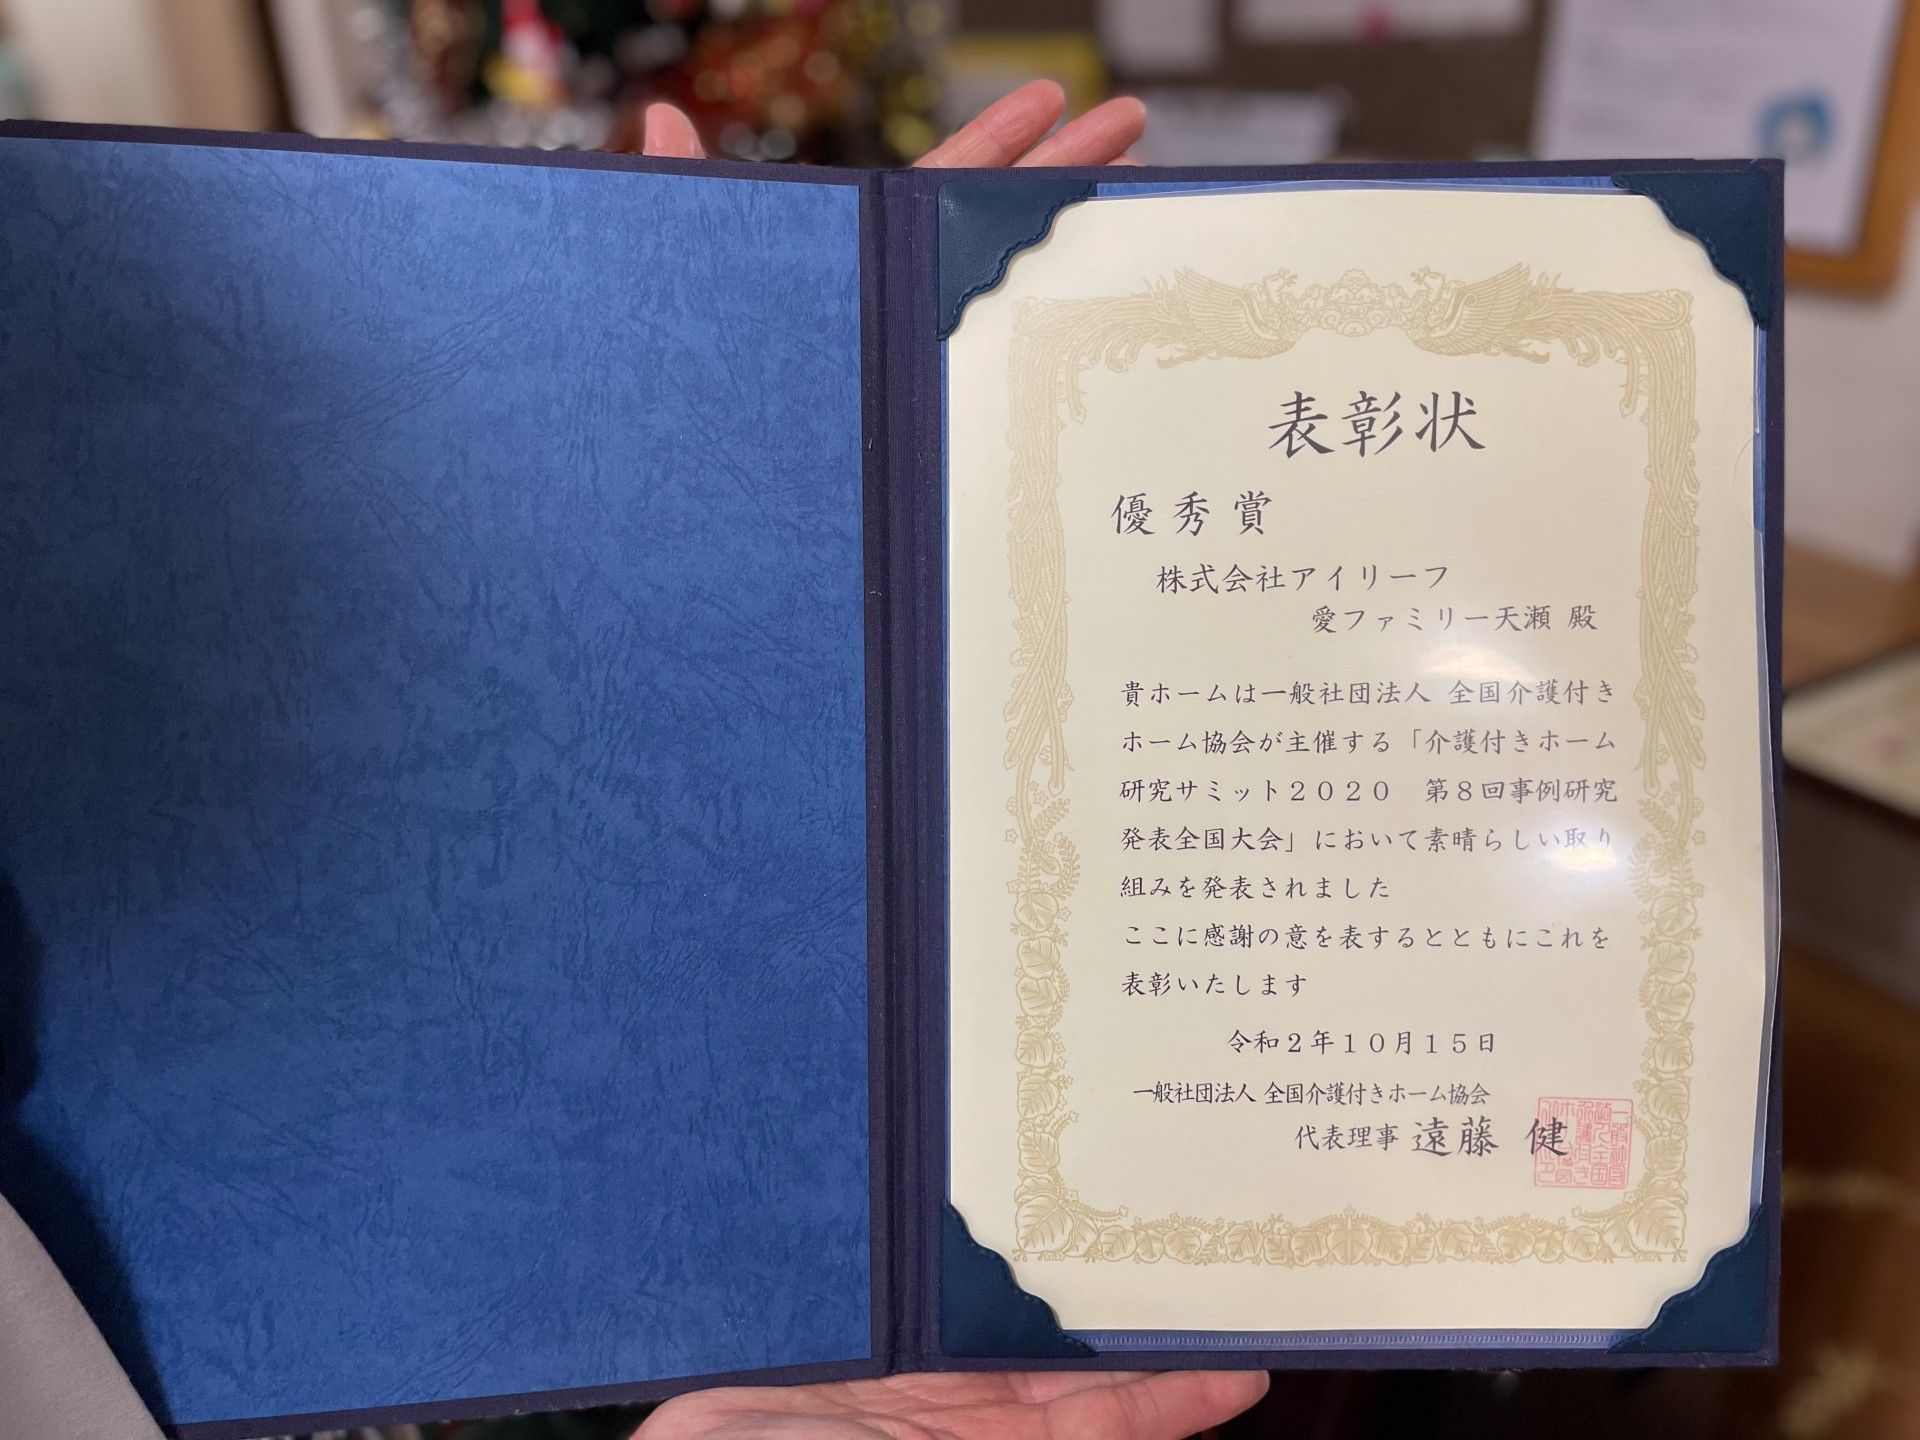 表彰状
優秀賞
株式会社アイリーフ
愛ファミリー天瀬 殿
貴ホームは一般社団法人 全国介護付き
ホーム協会が主催する「介護付きホーム
研究サミット2020 第8回事例研究
発表全国大会」において素晴らしい取り
組みを発表されました
ここに感謝の意を表するとともにこれを
表彰いたします
令和2年10月15日
一般社団法人 全国介護付きホーム協会
代表理事 遠藤 健